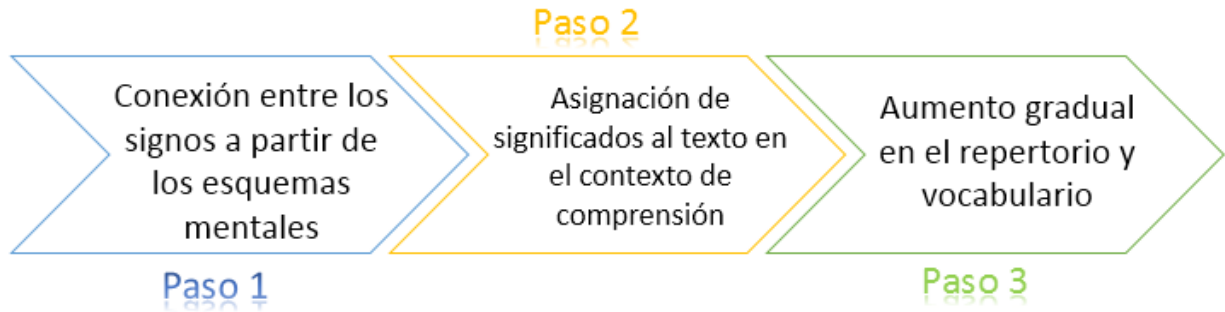 Paso 2
Conexión entre los
signos a partir de
los esquemas
mentales
Asignación de
significados al texto en
el contexto de
comprensión
Aumento gradual
en el repertorio y
vocabulario
Paso 1
Paso 3